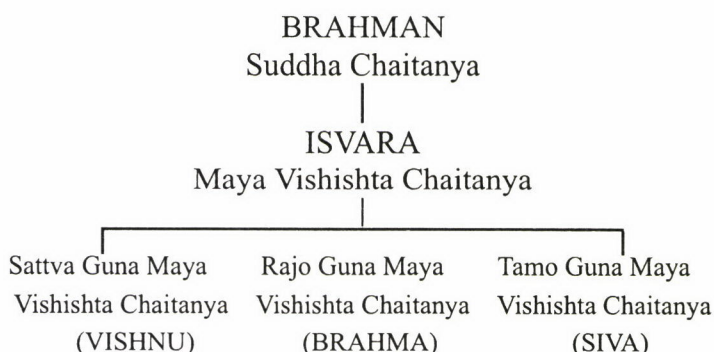 BRAHMAN
Suddha Chaitanya
ISVARA
Maya Vishishta Chaitanya
Sattva Guna Maya
Vishishta Chaitanya
(VISHNU)
Rajo Guna Maya
Vishishta Chaitanya
(BRAHMA)
Tamo Guna Maya
Vishishta Chaitanya
(SIVA)